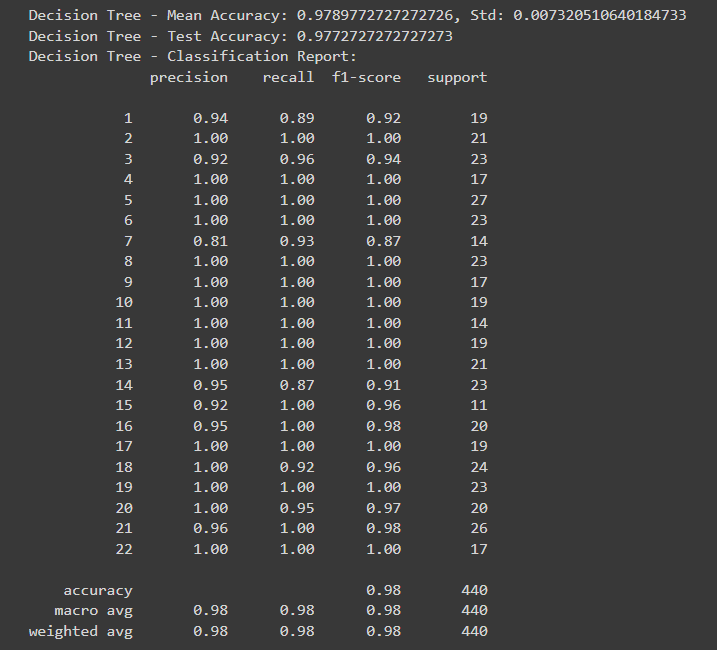 Decision Tree - Mean Accuracy: 0.9789772727272726, Std: 0.007320510640184733
Decision Tree - Test Accuracy: 0.9772727272727273
Decision Tree - Classification Report:
precision recall f1-score support
1 0.94 0.89 0.92 19
2 1.00 1.00 1.00 21
3 0.92 0.96 0.94 23
4 1.00 1.00 1.00 17
5 1.00 1.00 1.00 27
6 1.00 1.00 1.00 23
7 0.81 0.93 0.87 14
8 1.00 1.00 1.00 23
9 1.00 1.00 1.00 17
10 1.00 1.00 1.00 19
11 1.00 1.00 1.00 14
12 1.00 1.00 1.00 19
13 1.00 1.00 1.00 21
14 0.95 0.87 0.91 23
15 0.92 1.00 0.96 11
16 0.95 1.00 0.98 20
17 1.00 1.00 1.00 19
18 1.00 0.92 0.96 24
19 1.00 1.00 1.00 23
20 1.00 0.95 0.97 20
21 0.96 1.00 0.98 26
22 1.00 1.00 1.00 17
accuracy 0.98 440
macro avg 0.98 0.98 0.98 440
weighted avg 0.98 0.98 0.98 440